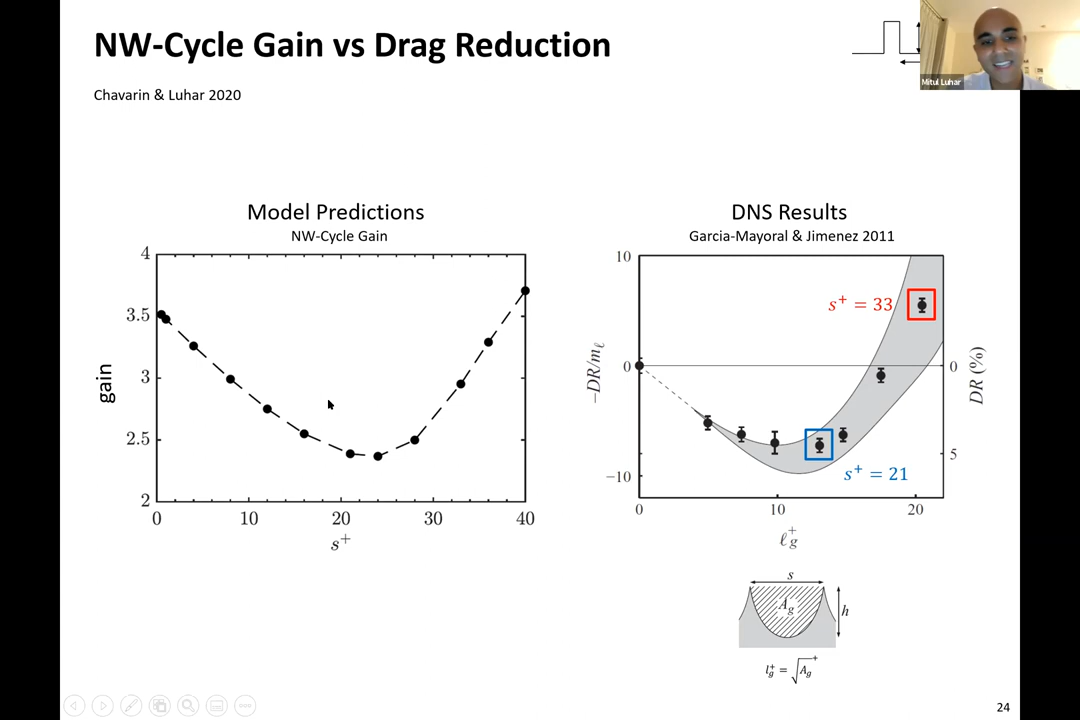 NW-Cycle Gain vs Drag Reduction
Mitul Luhar
Chavarin & Luhar 2020
Model Predictions
NW-Cycle Gain
4
3.5
3
2.5
2
gain
0 10 20 30 40
s⁺
DNS Results
Garcia-Mayoral & Jimenez 2011
10
0
−10
−DR/mℓ
s⁺ = 33
s⁺ = 21
0
5
DR (%)
0 10 20
ℓg⁺
s
Ag
h
lg⁺ = √Ag⁺
24